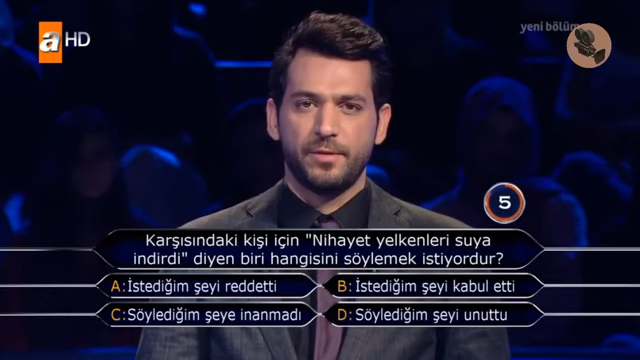 a HD
yeni bölüm
5
Karşısındaki kişi için "Nihayet yelkenleri suya
indirdi" diyen biri hangisini söylemek istiyordur?
A: İstediğim şeyi reddetti
B: İstediğim şeyi kabul etti
C: Söylediğim şeye inanmadı
D: Söylediğim şeyi unuttu